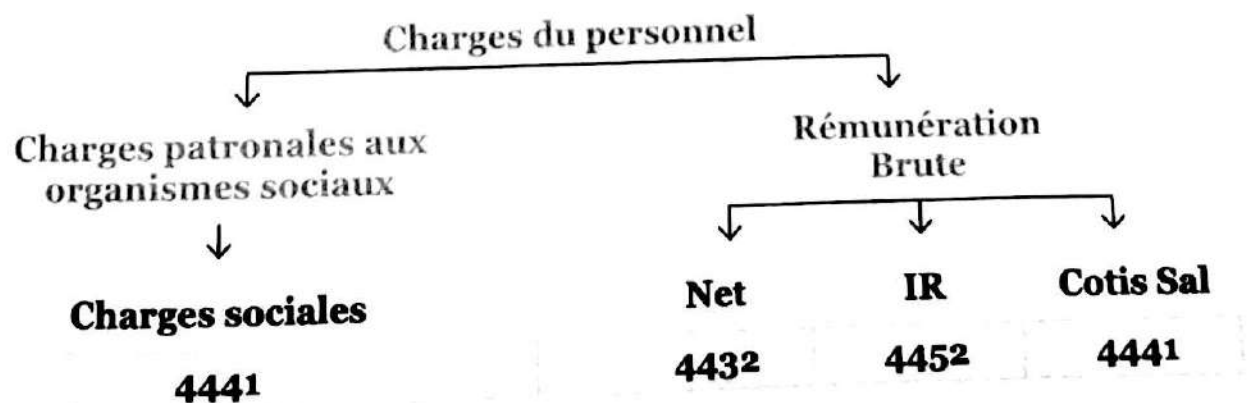 Charges du personnel
Charges patronales aux
organismes sociaux
Rémunération
Brute
Charges sociales
4441
Net
IR
Cotis Sal
4432
4452
4441